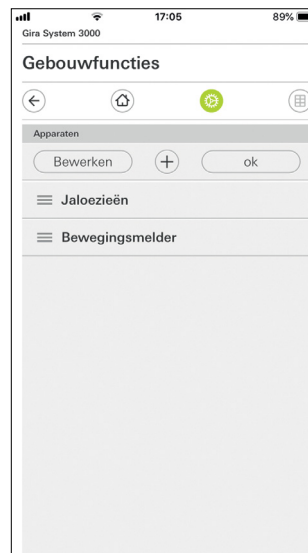 17:05
89%
Gira System 3000
Gebouwfuncties
Apparaten
Bewerken + ok
Jaloezieën
Bewegingsmelder